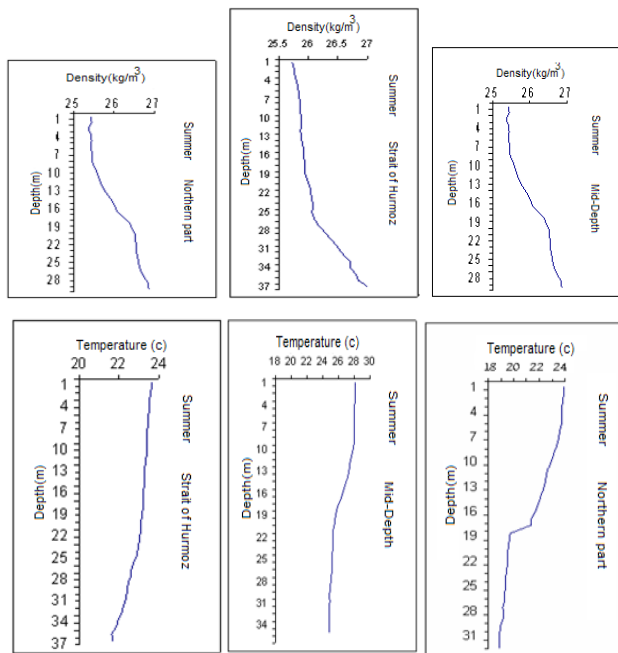 Density(kg/m³)
25 26 27
1
4
7
10
13
16
19
22
25
28
Depth(m)
Summer Northern part
Density(kg/m³)
25.5 26 26.5 27
1
4
7
10
13
16
19
22
25
28
31
34
37
Depth(m)
Summer Strait of Hurmoz
Density(kg/m³)
25 26 27
1
4
7
10
13
16
19
22
25
28
Depth(m)
Summer Mid-Depth
Temperature (c)
20 22 24
1
4
7
10
13
16
19
22
25
28
31
34
37
Depth(m)
Summer Strait of Hurmoz
Temperature (c)
18 20 22 24 26 28 30
1
4
7
10
13
16
19
22
25
28
31
34
Depth(m)
Summer Mid-Depth
Temperature (c)
18 20 22 24
1
4
7
10
13
16
19
22
25
28
31
Depth(m)
Summer Northern part